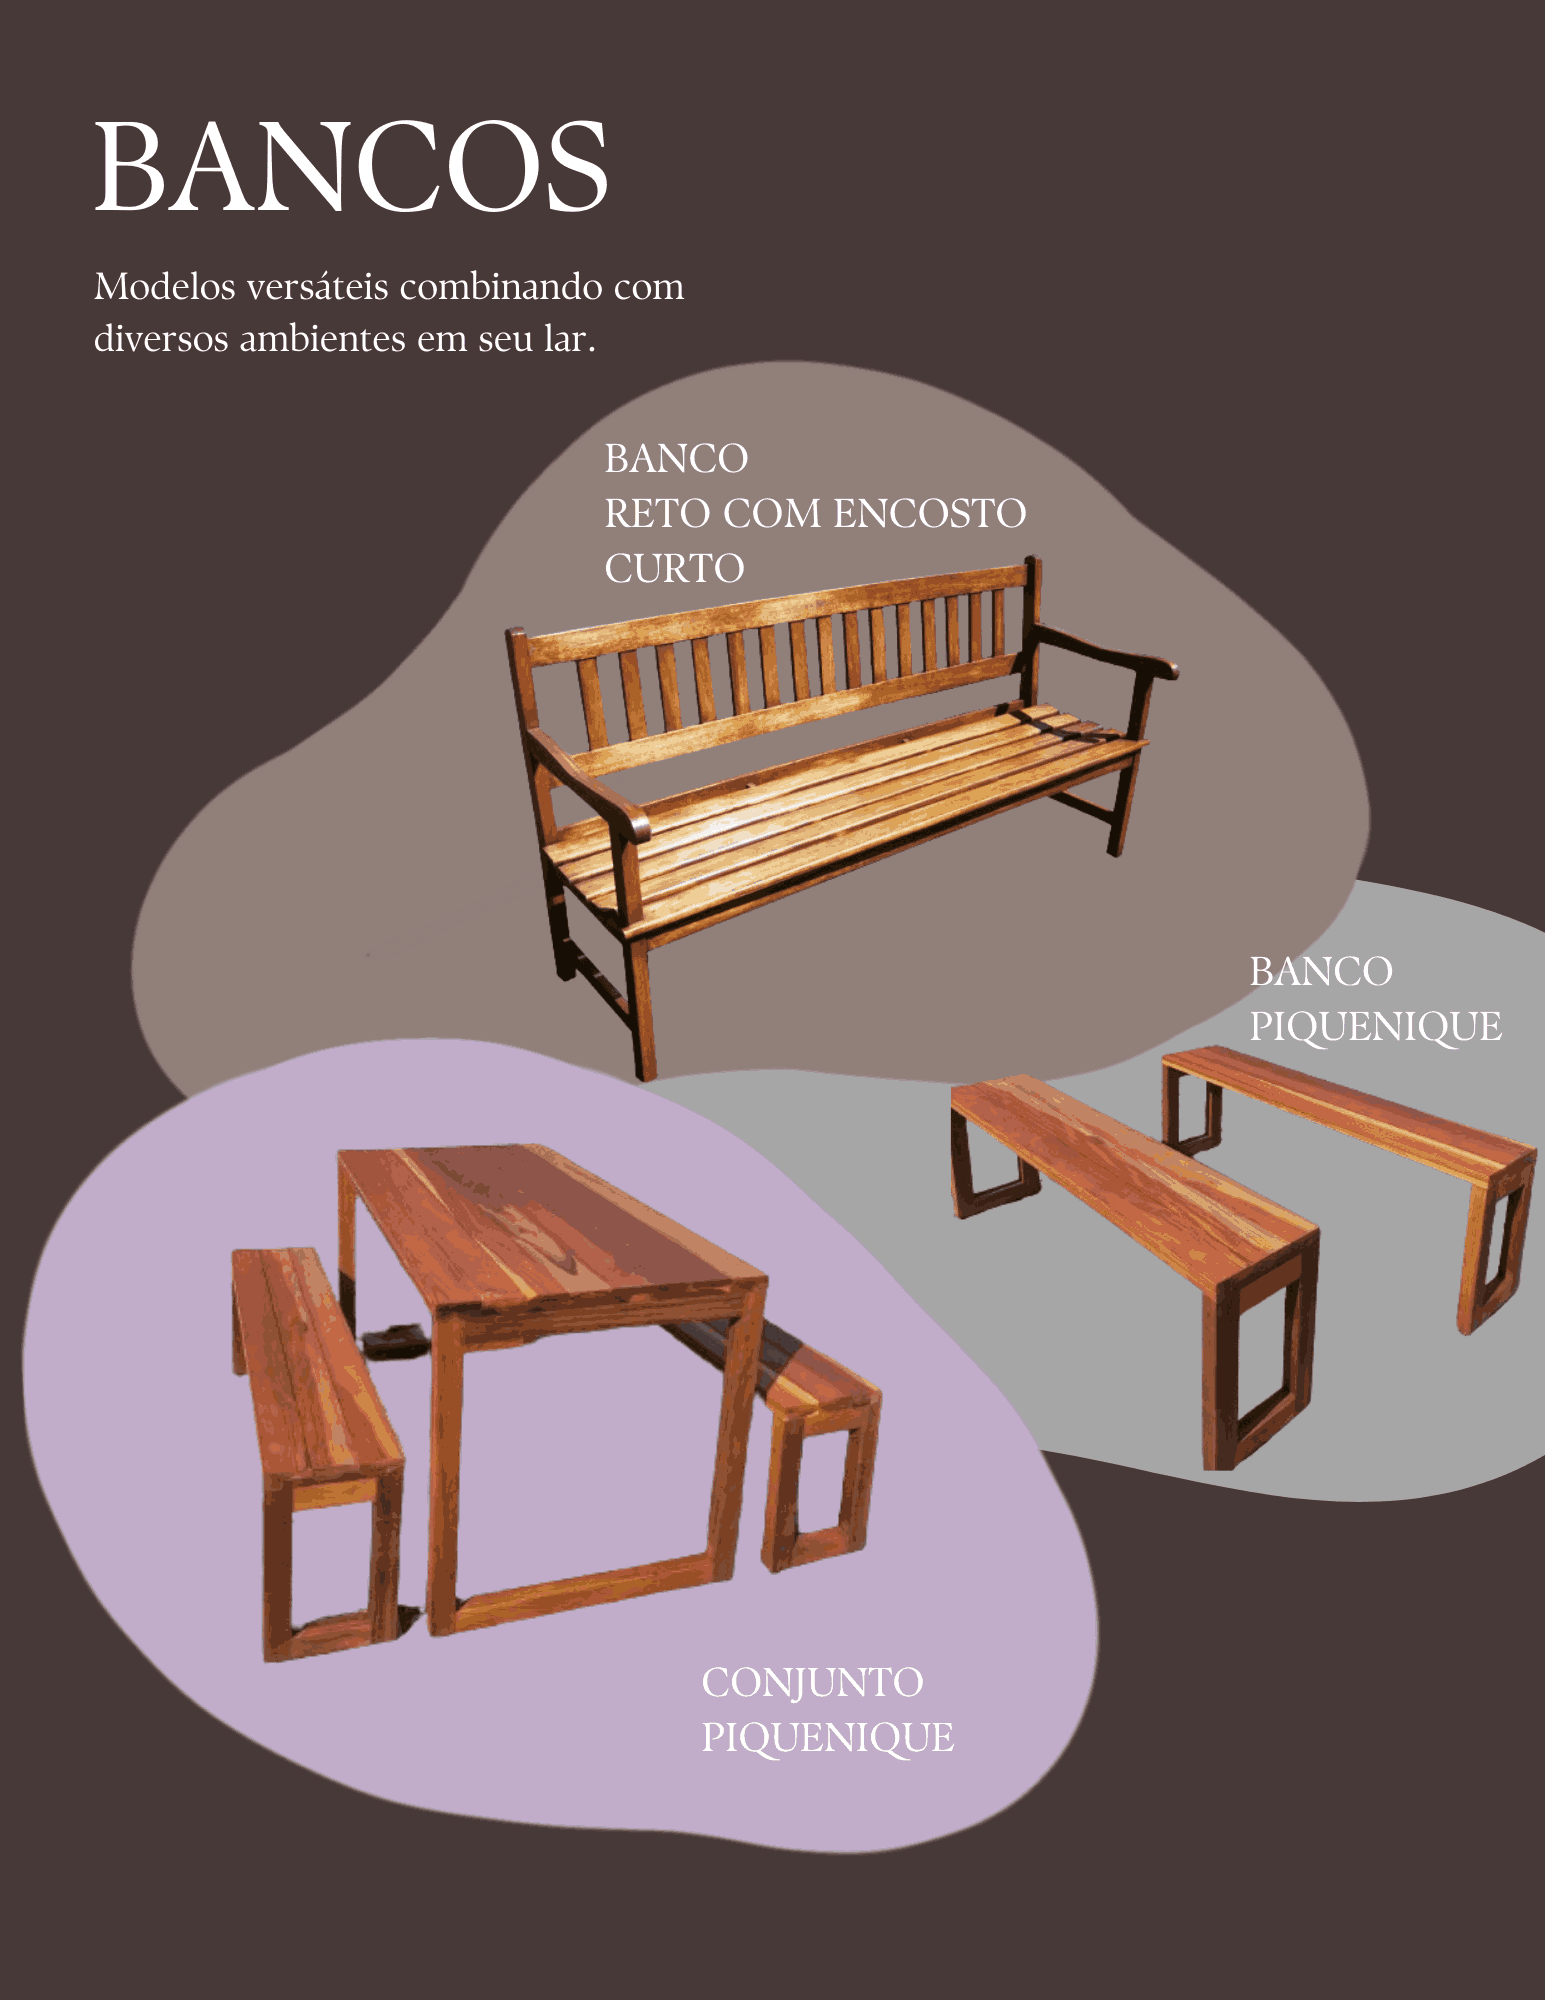 BANCOS
Modelos versáteis combinando com
diversos ambientes em seu lar.
BANCO
RETO COM ENCOSTO
CURTO
BANCO
PIQUENIQUE
CONJUNTO
PIQUENIQUE